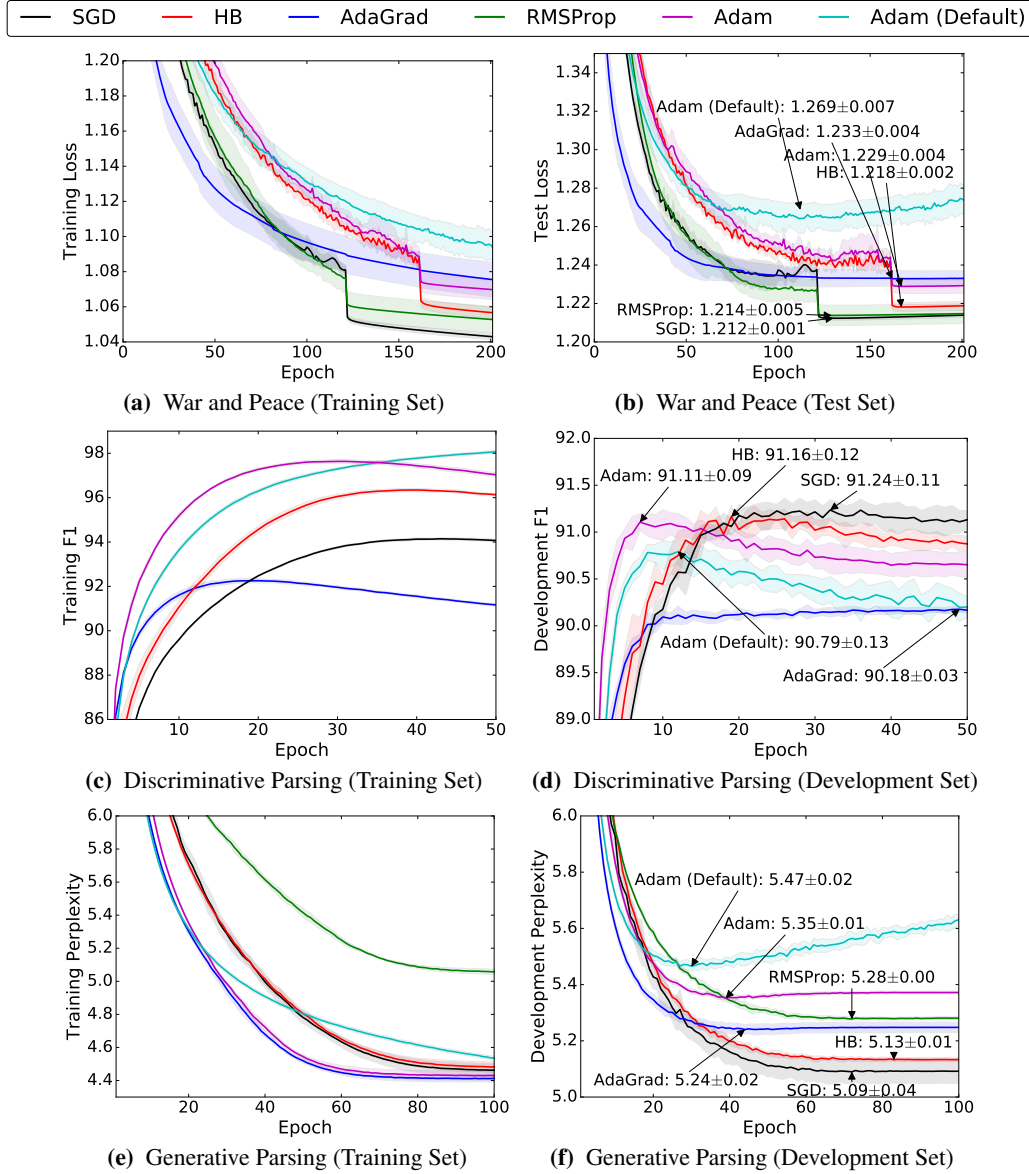 SGD HB AdaGrad RMSProp Adam Adam (Default)
1.20
1.18
1.16
1.14
1.12
1.10
1.08
1.06
1.04
Training Loss
0 50 100 150 200
Epoch
(a) War and Peace (Training Set)
1.34
1.32
1.30
1.28
1.26
1.24
1.22
1.20
Test Loss
Adam (Default): 1.269±0.007
AdaGrad: 1.233±0.004
Adam: 1.229±0.004
HB: 1.218±0.002
RMSProp: 1.214±0.005
SGD: 1.212±0.001
0 50 100 150 200
Epoch
(b) War and Peace (Test Set)
98
96
94
92
90
88
86
Training F1
10 20 30 40 50
Epoch
(c) Discriminative Parsing (Training Set)
92.0
91.5
91.0
90.5
90.0
89.5
89.0
Development F1
HB: 91.16±0.12
Adam: 91.11±0.09
SGD: 91.24±0.11
Adam (Default): 90.79±0.13
AdaGrad: 90.18±0.03
10 20 30 40 50
Epoch
(d) Discriminative Parsing (Development Set)
6.0
5.8
5.6
5.4
5.2
5.0
4.8
4.6
4.4
Training Perplexity
20 40 60 80 100
Epoch
(e) Generative Parsing (Training Set)
6.0
5.8
5.6
5.4
5.2
5.0
Development Perplexity
Adam (Default): 5.47±0.02
Adam: 5.35±0.01
RMSProp: 5.28±0.00
HB: 5.13±0.01
AdaGrad: 5.24±0.02
SGD: 5.09±0.04
20 40 60 80 100
Epoch
(f) Generative Parsing (Development Set)